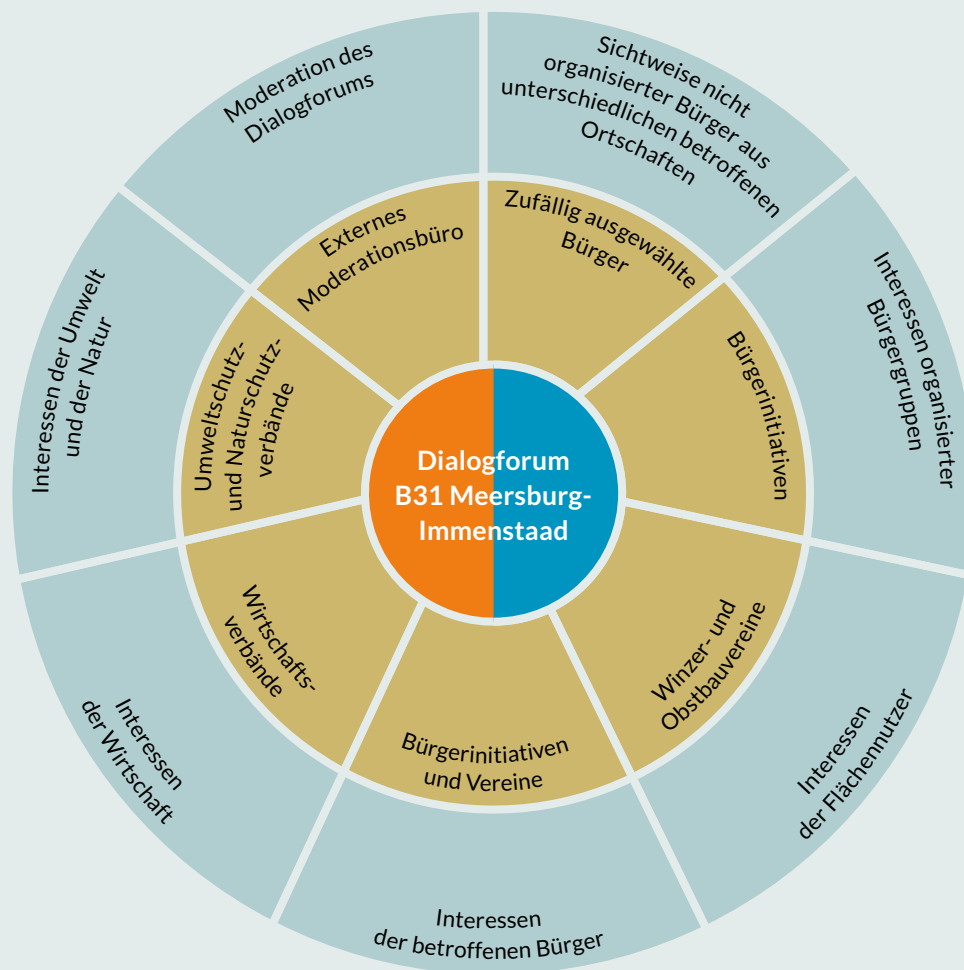 Moderation des
Dialogforums
Sichtweise nicht
organisierter Bürger aus
unterschiedlichen betroffenen
Ortschaften
Externes
Moderationsbüro
Zufällig ausgewählte
Bürger
Interessen der Umwelt
und der Natur
Umweltschutz-
und Naturschutz-
verbände
Bürgerinitiativen
Interessen organisierter
Bürgergruppen
Dialogforum
B31 Meersburg-
Immenstaad
Wirtschafts-
verbände
Winzer- und
Obstbauvereine
Bürgerinitiativen
und Vereine
Interessen
der Wirtschaft
Interessen
der Flächennutzer
Interessen
der betroffenen Bürger